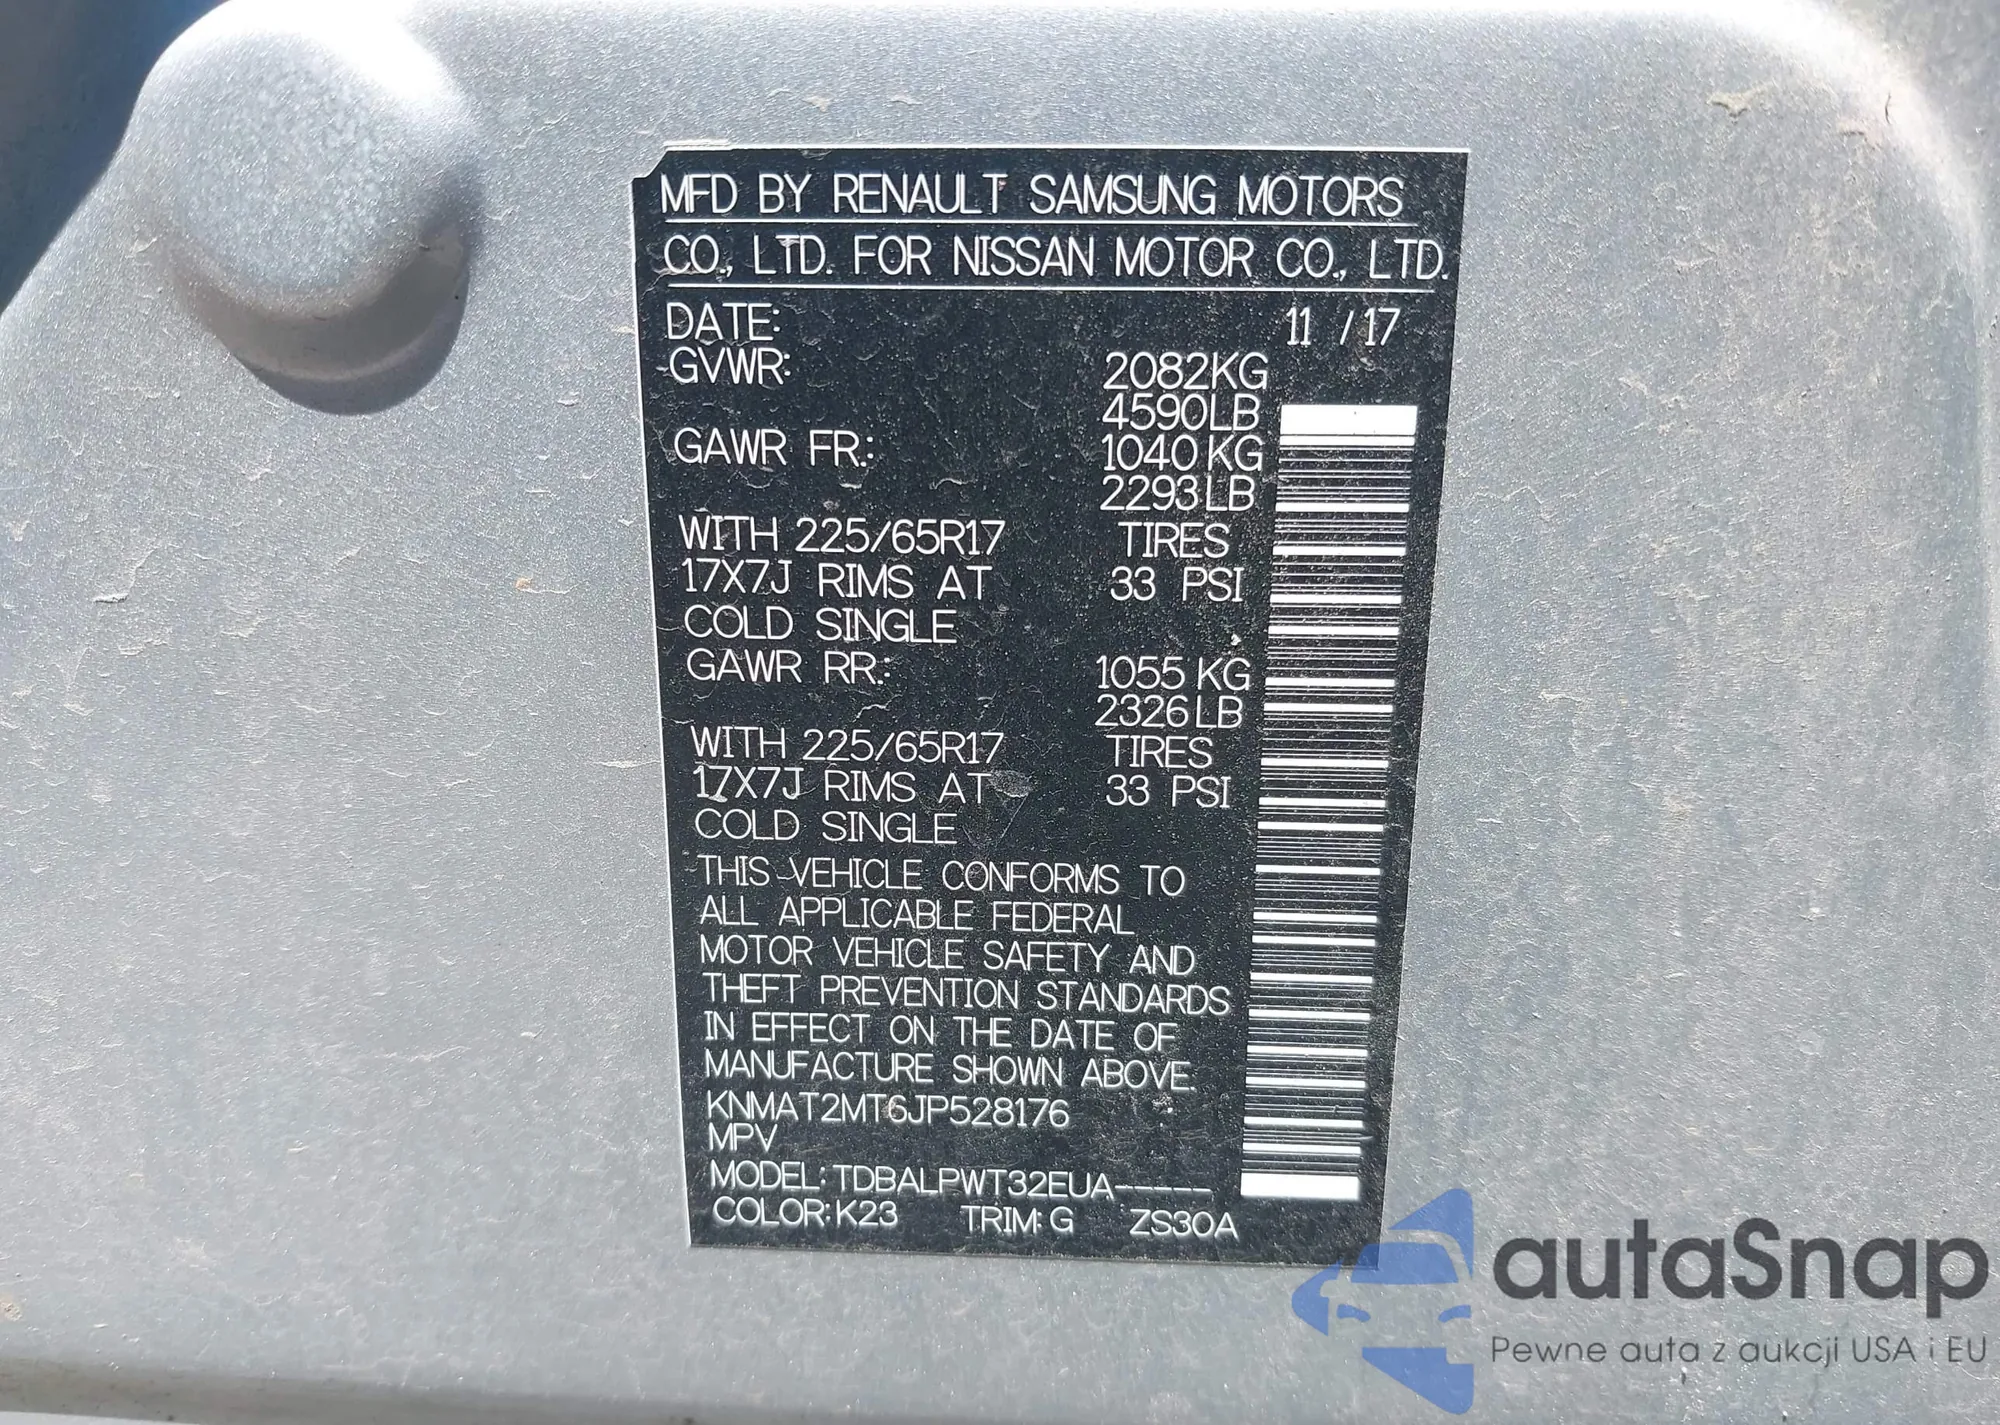 MFD BY RENAULT SAMSUNG MOTORS
CO., LTD. FOR NISSAN MOTOR CO., LTD.
DATE: 11 /17
GVWR: 2082KG
4590LB
GAWR FR.: 1040 KG
2293LB
WITH 225/65R17 TIRES
17X7J RIMS AT 33 PSI
COLD SINGLE
GAWR RR.: 1055 KG
2326LB
WITH 225/65R17 TIRES
17X7J RIMS AT 33 PSI
COLD SINGLE
THIS VEHICLE CONFORMS TO
ALL APPLICABLE FEDERAL
MOTOR VEHICLE SAFETY AND
THEFT PREVENTION STANDARDS
IN EFFECT ON THE DATE OF
MANUFACTURE SHOWN ABOVE.
KNMAT2MT6JP528176
MPV
MODEL: TDBALPWT32EUA-----
COLOR: K23 TRIM: G ZS30A
autaSnap
Pewne auta z aukcji USA i EU